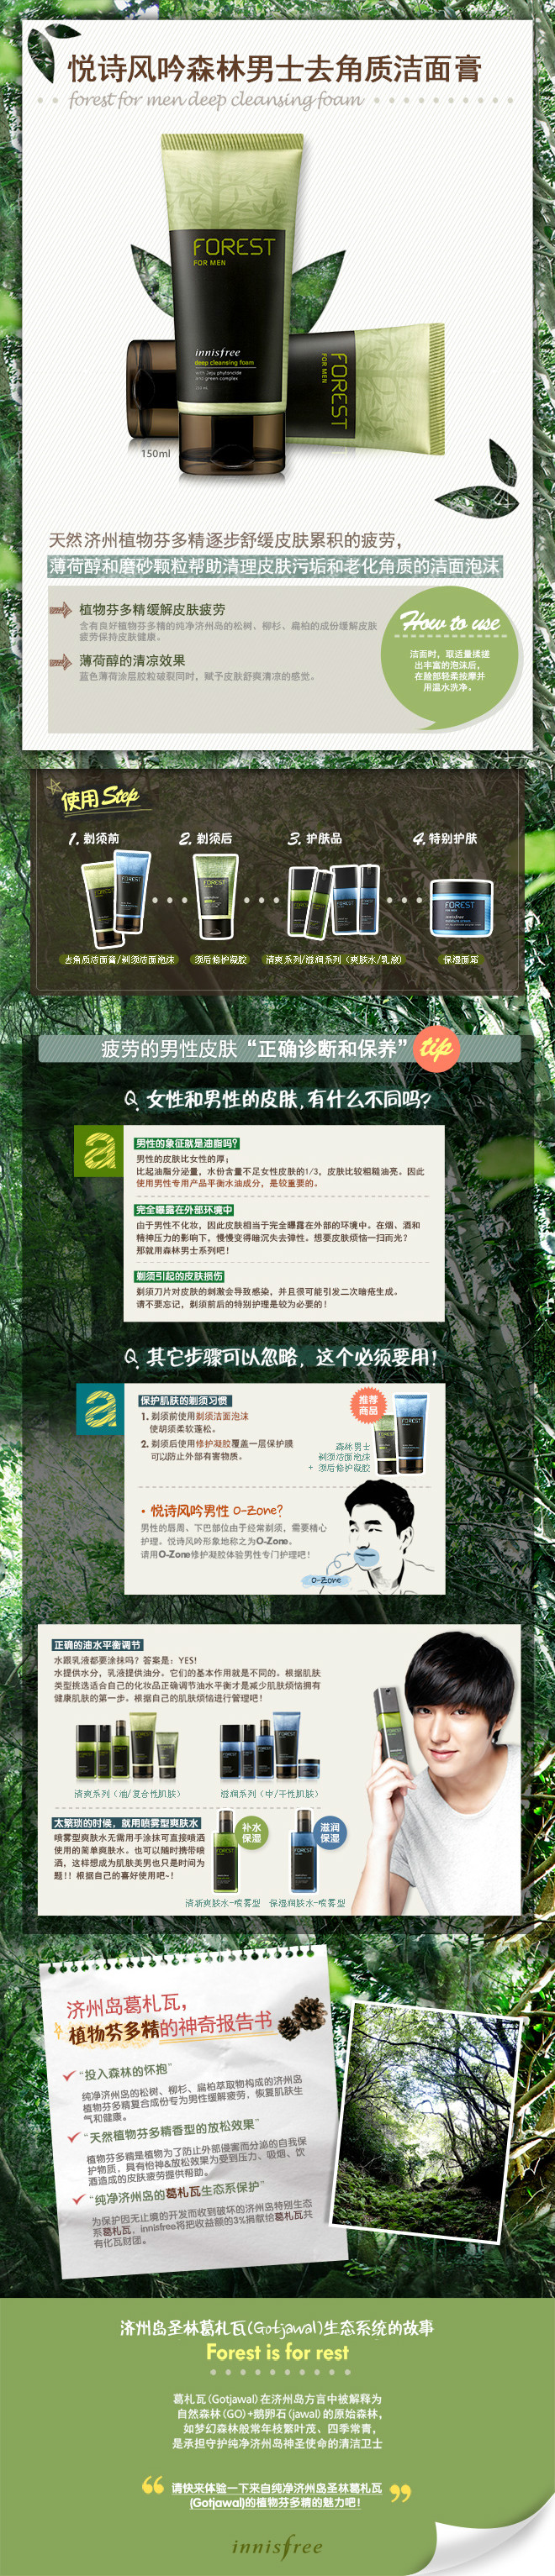 悦诗风吟森林男士去角质洁面膏
forest for men deep cleansing foam
FOREST
FOR MEN
innisfree
deep cleansing foam
with Jeju phytoncide
and green complex
FOREST
FOR MEN
150ml
天然济州植物芬多精逐步舒缓皮肤累积的疲劳，
薄荷醇和磨砂颗粒帮助清理皮肤污垢和老化角质的洁面泡沫
植物芬多精缓解皮肤疲劳
含有良好植物芬多精的纯净济州岛的松树、柳杉、扁柏的成份缓解皮肤
疲劳保持皮肤健康。
薄荷醇的清凉效果
蓝色薄荷涂层胶粒破裂同时，赋予皮肤舒爽清凉的感觉。
How to use
洁面时，取适量揉搓
出丰富的泡沫后，
在脸部轻柔按摩并
用温水洗净。
使用 Step
1. 剃须前
2. 剃须后
3. 护肤品
4. 特别护肤
FOREST
FOREST
FOREST
FOREST
去角质洁面膏/剃须洁面泡沫
须后修护凝胶
清爽系列/滋润系列（爽肤水/乳液）
保湿面霜
疲劳的男性皮肤 “正确诊断和保养” tip
Q. 女性和男性的皮肤，有什么不同吗？
a
男性的象征就是油脂吗？
男性的皮肤比女性的厚；
比起油脂分泌量，水份含量不足女性皮肤的1/3，皮肤比较粗糙油亮。因此
使用男性专用产品平衡水油成分，是较重要的。
完全曝露在外部环境中
由于男性不化妆，因此皮肤相当于完全曝露在外部的环境中。在烟、酒和
精神压力的影响下，慢慢变得暗沉失去弹性。想要皮肤烦恼一扫而光？
那就用森林男士系列吧！
剃须引起的皮肤损伤
剃须刀片对皮肤的刺激会导致感染，并且很可能引发二次暗疮生成。
请不要忘记，剃须前后的特别护理是较为必要的！
Q. 其它步骤可以忽略，这个必须要用！
a
保护肌肤的剃须习惯
1. 剃须前使用剃须洁面泡沫
使胡须柔软蓬松。
2. 剃须后使用修护凝胶覆盖一层保护膜
可以防止外部有害物质。
推荐
商品
森林男士
剃须洁面泡沫
+ 须后修护凝胶
• 悦诗风吟男性 O-Zone?
男性的唇周、下巴部位由于经常剃须，需要精心
护理。悦诗风吟形象地称之为O-Zone。
请用O-Zone修护凝胶体验男性专门护理吧！
O-Zone
正确的油水平衡调节
水跟乳液都要涂抹吗？答案是：YES!
水提供水分，乳液提供油分。它们的基本作用就是不同的。根据肌肤
类型挑选适合自己的化妆品正确调节油水平衡才是减少肌肤烦恼拥有
健康肌肤的第一步。根据自己的肌肤烦恼进行管理吧！
清爽系列（油/复合性肌肤）
滋润系列（中/干性肌肤）
太繁琐的时候，就用喷雾型爽肤水
喷雾型爽肤水无需用手涂抹可直接喷洒
使用的简单爽肤水。也可以随时携带喷
洒，这样想成为肌肤美男也只是时间为
题！！根据自己的喜好使用吧~！
补水
保湿
滋润
保湿
清新爽肤水-喷雾型
保湿润肤水-喷雾型
济州岛葛札瓦，
植物芬多精的神奇报告书
“投入森林的怀抱”
纯净济州岛的松树、柳杉、扁柏萃取物构成的济州岛
植物芬多精复合成份专为男性缓解疲劳，恢复肌肤生
气和健康。
“天然植物芬多精香型的放松效果”
植物芬多精是植物为了防止外部侵害而分泌的自我保
护物质，具有怡神&放松效果为受到压力、吸烟、饮
酒造成的皮肤疲劳提供帮助。
“纯净济州岛的葛札瓦生态系保护”
为保护因无止境的开发而收到破坏的济州岛特别生态
系葛札瓦，innisfree将把收益额的3%捐献给葛札瓦共
有化瓦财团。
济州岛圣林葛札瓦(Gotjawal)生态系统的故事
Forest is for rest
葛札瓦(Gotjawal)在济州岛方言中被解释为
自然森林(GO)+鹅卵石(jawal)的原始森林，
如梦幻森林般常年枝繁叶茂、四季常青，
是承担守护纯净济州岛神圣使命的清洁卫士
“ 请快来体验一下来自纯净济州岛圣林葛札瓦
(Gotjawal)的植物芬多精的魅力吧！ ”
innisfree